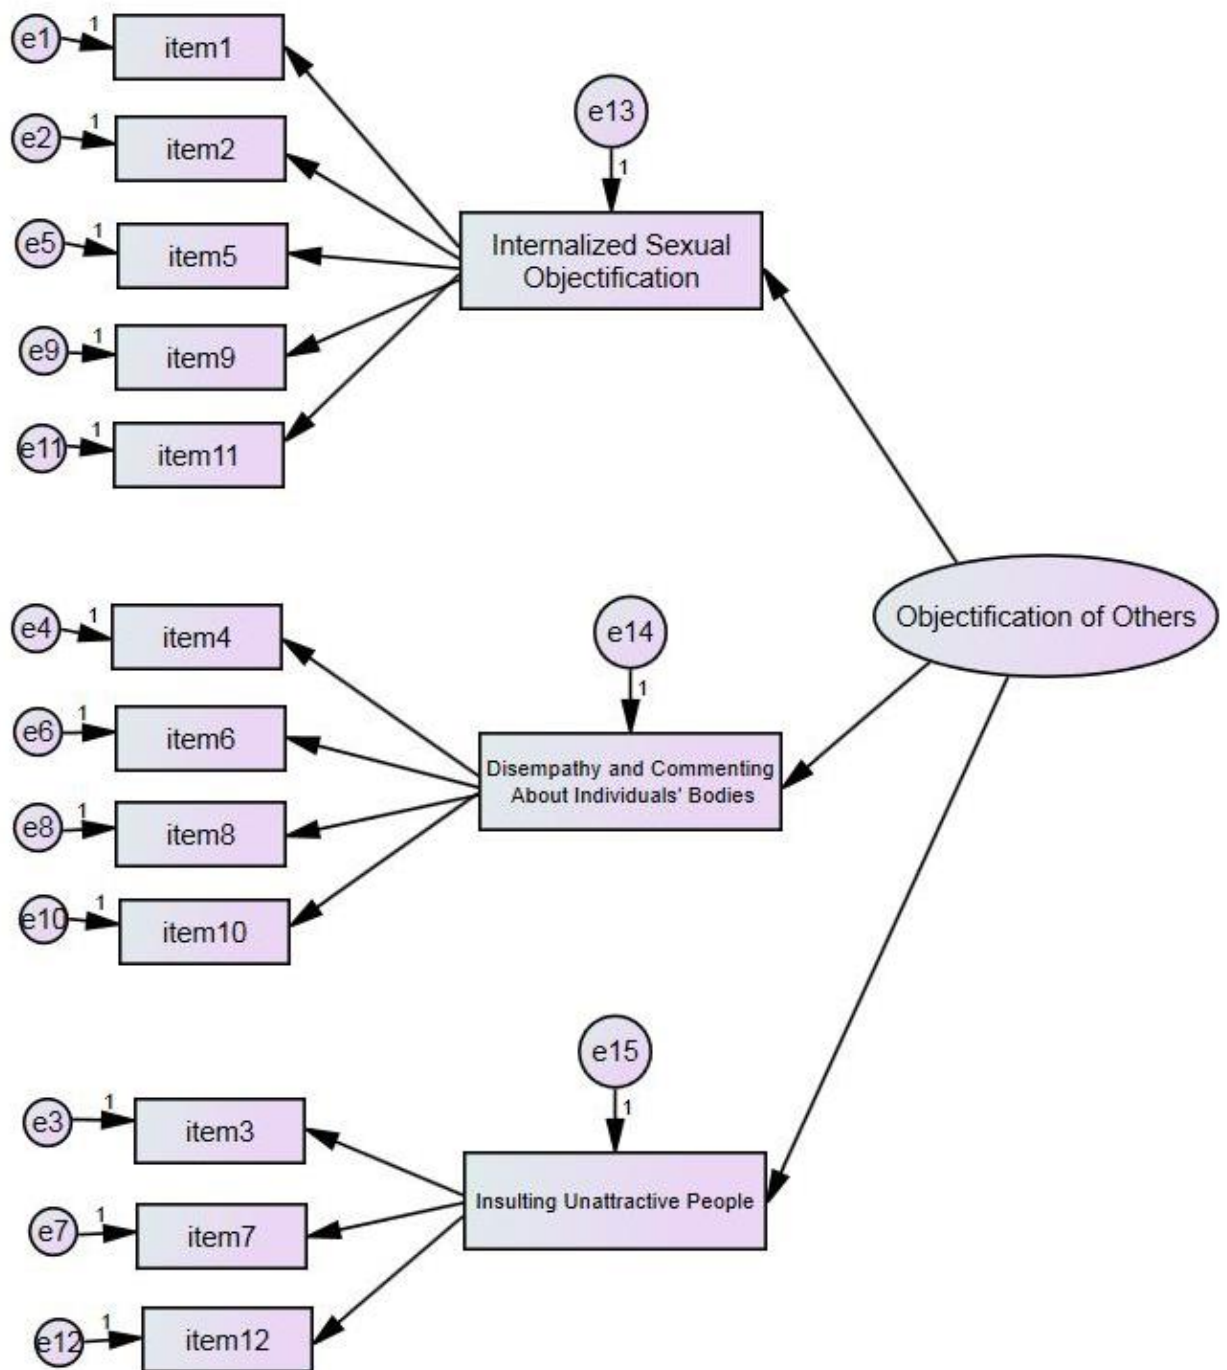 e1
1
item1
e2
1
item2
e5
1
item5
e9
1
item9
e11
1
item11
e13
1
Internalized Sexual
Objectification
e4
1
item4
e6
1
item6
e8
1
item8
e10
1
item10
e14
1
Disempathy and Commenting
About Individuals' Bodies
Objectification of Others
e3
1
item3
e7
1
item7
e12
1
item12
e15
1
Insulting Unattractive People